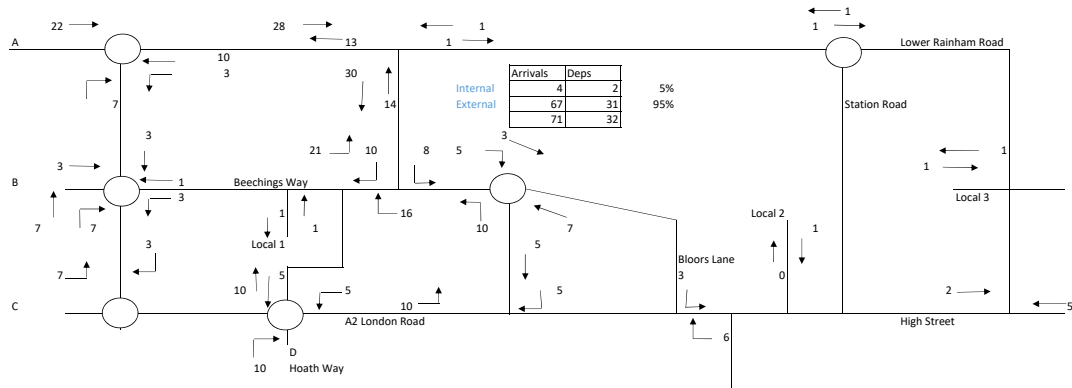 1
22 28 1 1
A 13 1 Lower Rainham Road
10
3 30
Arrivals Deps
Internal 4 2 5%
External 67 31 95%
71 32
7 14 Station Road
3 3
21 10 8 5 1
3 1
B 1 Beechings Way
3 Local 3
7 7 16 10 7
1 1 Local 2 1
3 Local 1 5
7 10 5 Bloors Lane
3 0
5 10 5 2
C 5
A2 London Road High Street
6
D
10 Hoath Way